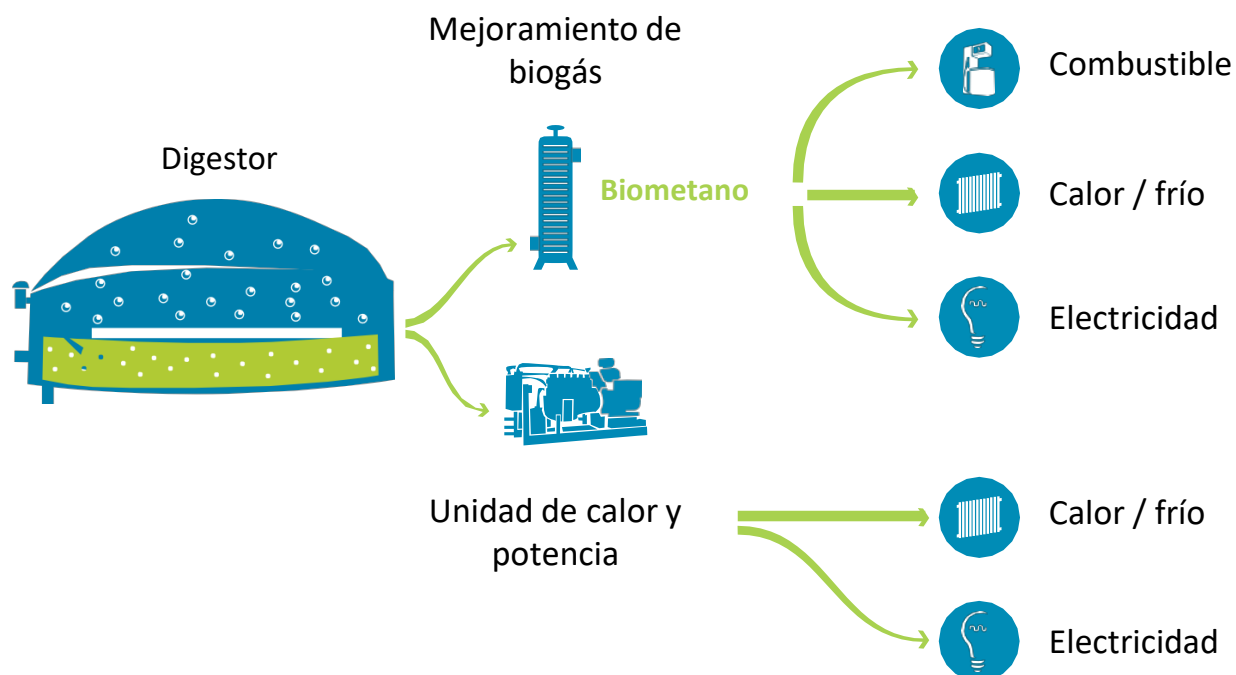 Mejoramiento de
biogás
Digestor
Biometano
Combustible
Calor / frío
Electricidad
Unidad de calor y
potencia
Calor / frío
Electricidad